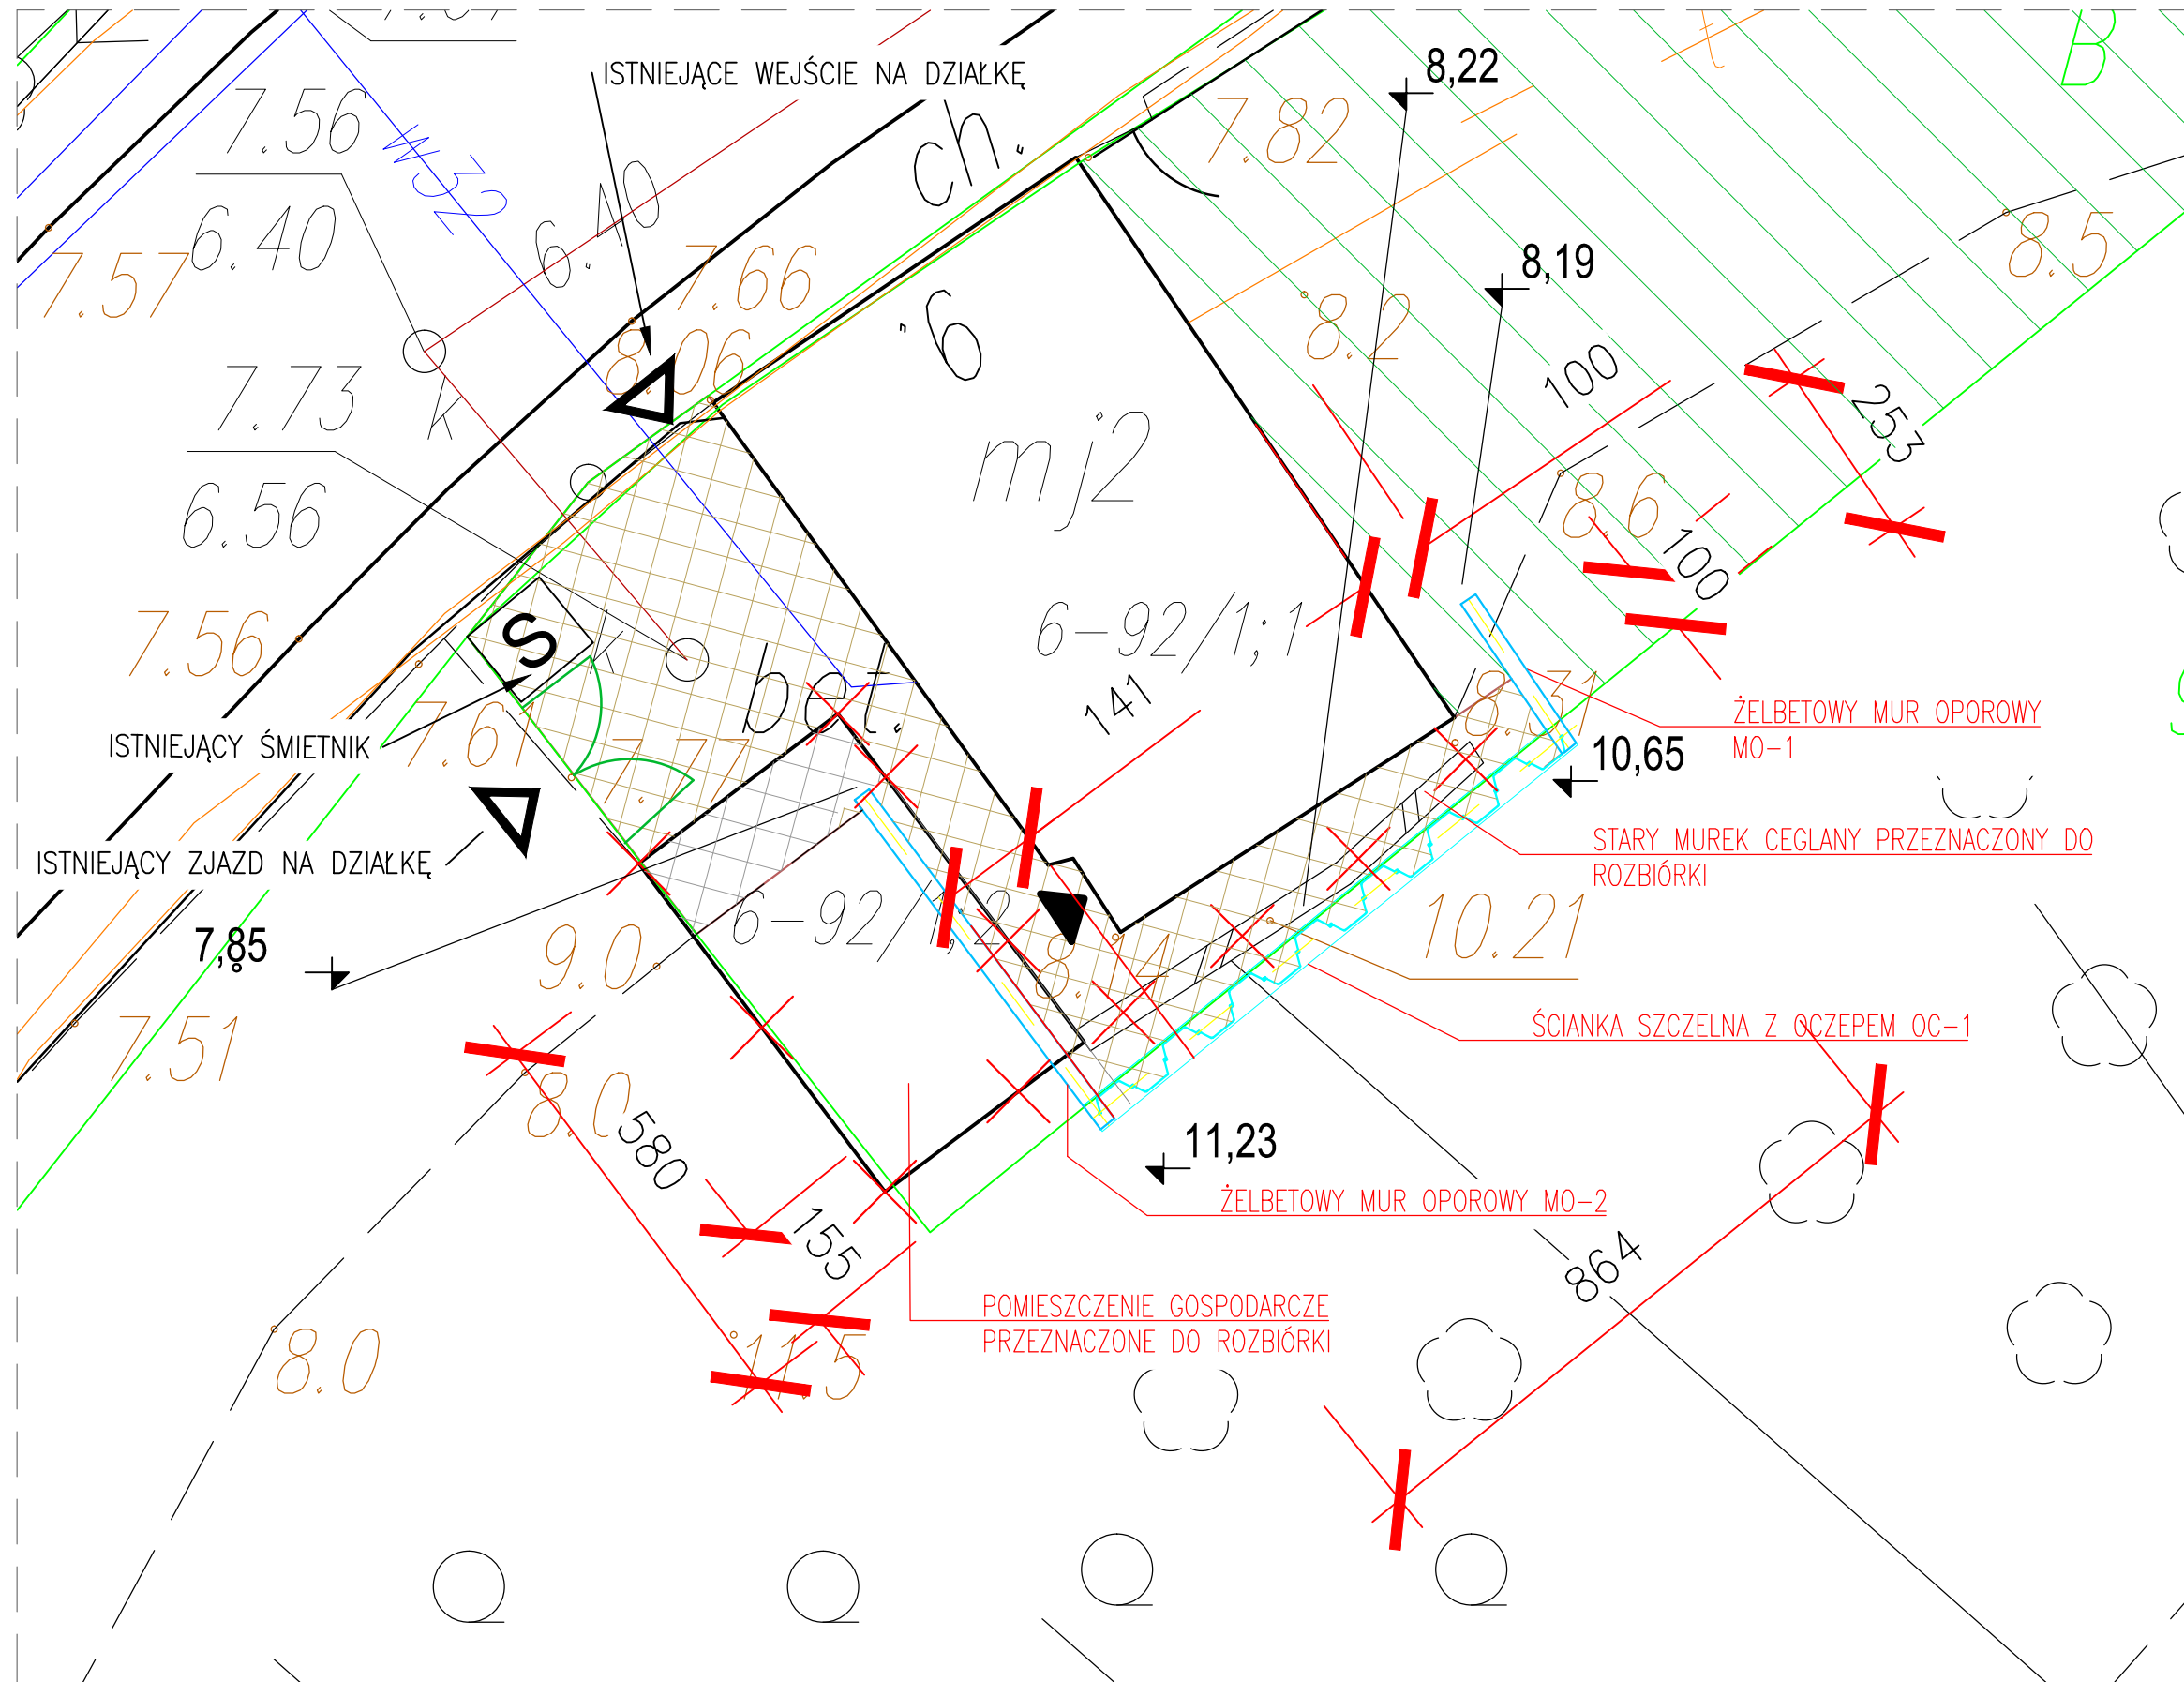 ISTNIEJĄCE WEJŚCIE NA DZIAŁKĘ
8,22
7.56
6.40
W32
6.40
ch.
7.82
B
8,19
8.5
7.57
7.66
8.06
6
8.2
100
253
7.73
k
6.56
mj2
8.6
100
7.56
S
k
bet.
6-92/1;1
141
8.31
ŻELBETOWY MUR OPOROWY
MO-1
10,65
ISTNIEJĄCY ŚMIETNIK
7.61
7.77
STARY MUREK CEGLANY PRZEZNACZONY DO
ROZBIÓRKI
ISTNIEJĄCY ZJAZD NA DZIAŁKĘ
7,85
9.0
6-92/1;2
8.14
10.21
7.51
ŚCIANKA SZCZELNA Z OCZEPEM OC-1
8.0
580
11,23
ŻELBETOWY MUR OPOROWY MO-2
155
864
POMIESZCZENIE GOSPODARCZE
PRZEZNACZONE DO ROZBIÓRKI
8.0
11.5